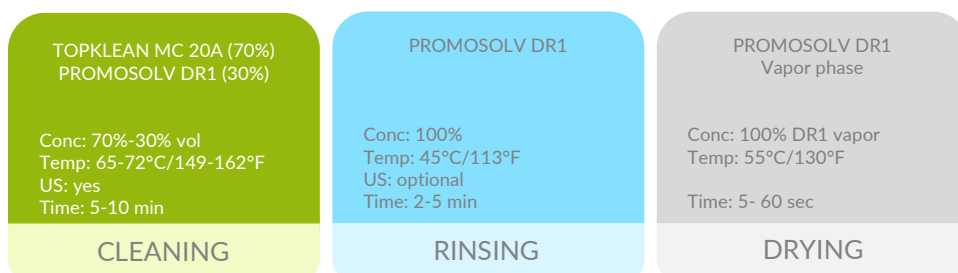 TOPKLEAN MC 20A (70%)
PROMOSOLV DR1 (30%)
Conc: 70%-30% vol
Temp: 65-72°C/149-162°F
US: yes
Time: 5-10 min
CLEANING
PROMOSOLV DR1
Conc: 100%
Temp: 45°C/113°F
US: optional
Time: 2-5 min
RINSING
PROMOSOLV DR1
Vapor phase
Conc: 100% DR1 vapor
Temp: 55°C/130°F
Time: 5- 60 sec
DRYING